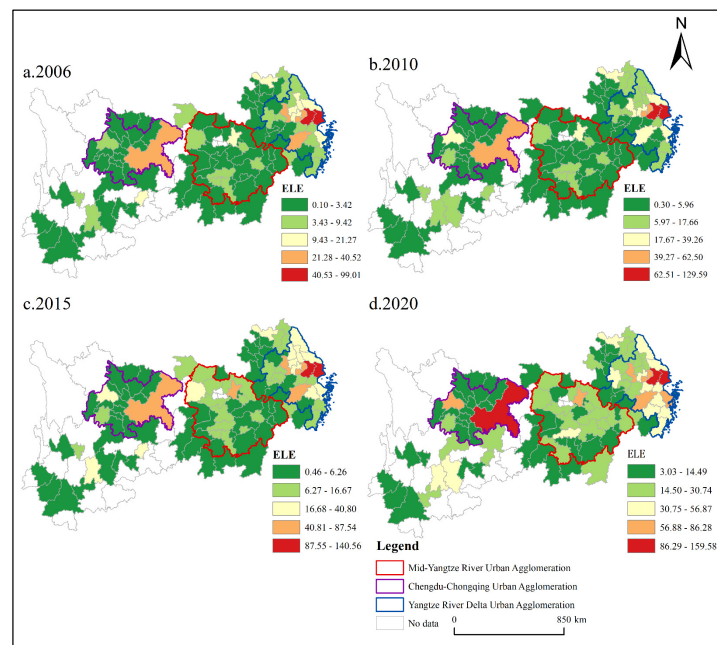 N
a.2006
ELE
0.10 - 3.42
3.43 - 9.42
9.43 - 21.27
21.28 - 40.52
40.53 - 99.01
b.2010
ELE
0.30 - 5.96
5.97 - 17.66
17.67 - 39.26
39.27 - 62.50
62.51 - 129.59
c.2015
ELE
0.46 - 6.26
6.27 - 16.67
16.68 - 40.80
40.81 - 87.54
87.55 - 140.56
d.2020
ELE
3.03 - 14.49
14.50 - 30.74
30.75 - 56.87
56.88 - 86.28
86.29 - 159.58
Legend
Mid-Yangtze River Urban Agglomeration
Chengdu-Chongqing Urban Agglomeration
Yangtze River Delta Urban Agglomeration
No data
0 850 km